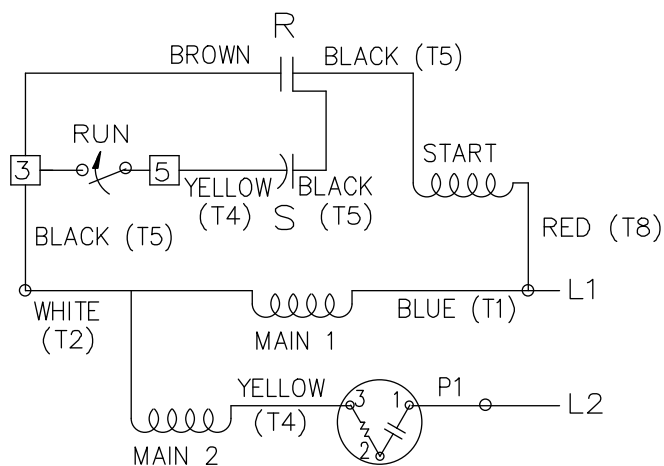 R
BROWN
BLACK (T5)
RUN
START
3
5
YELLOW
(T4)
S
BLACK
(T5)
BLACK (T5)
RED (T8)
L1
WHITE
(T2)
BLUE (T1)
MAIN 1
YELLOW
(T4)
3
1
2
P1
L2
MAIN 2